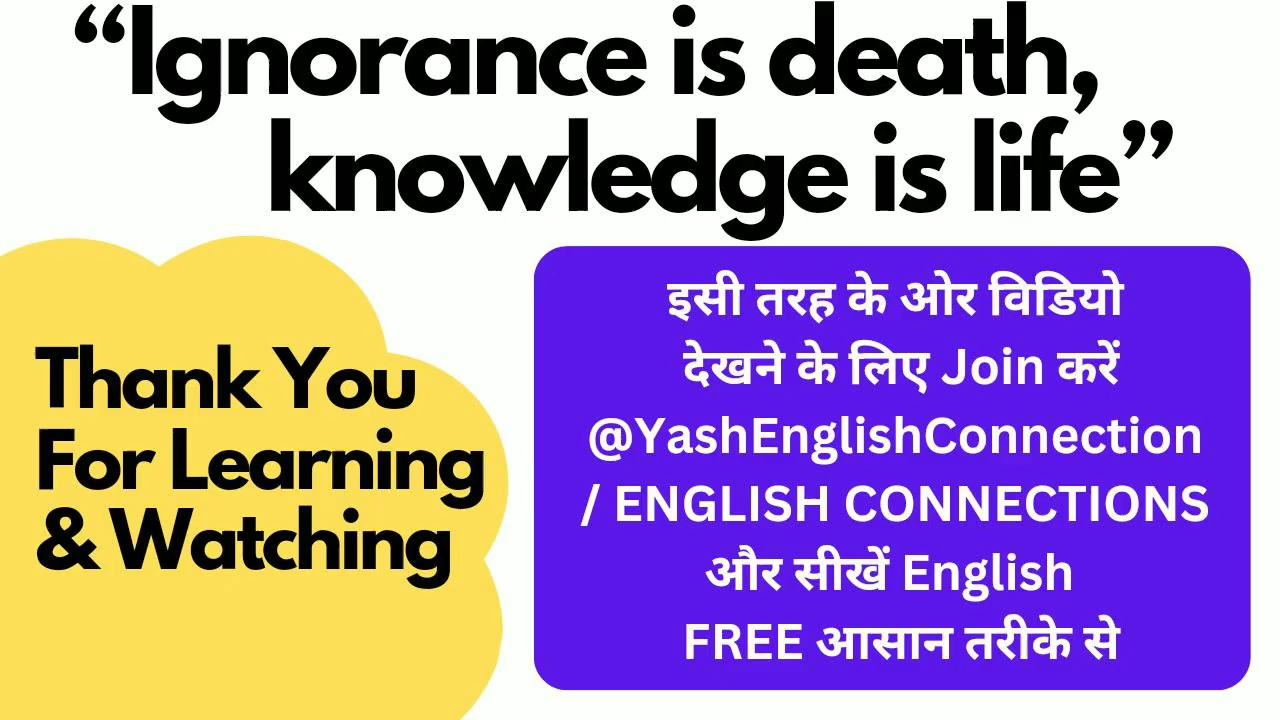 “Ignorance is death,
knowledge is life”
Thank You
For Learning
& Watching
इसी तरह के ओर विडियो
देखने के लिए Join करें
@YashEnglishConnection
/ ENGLISH CONNECTIONS
और सीखें English
FREE आसान तरीके से